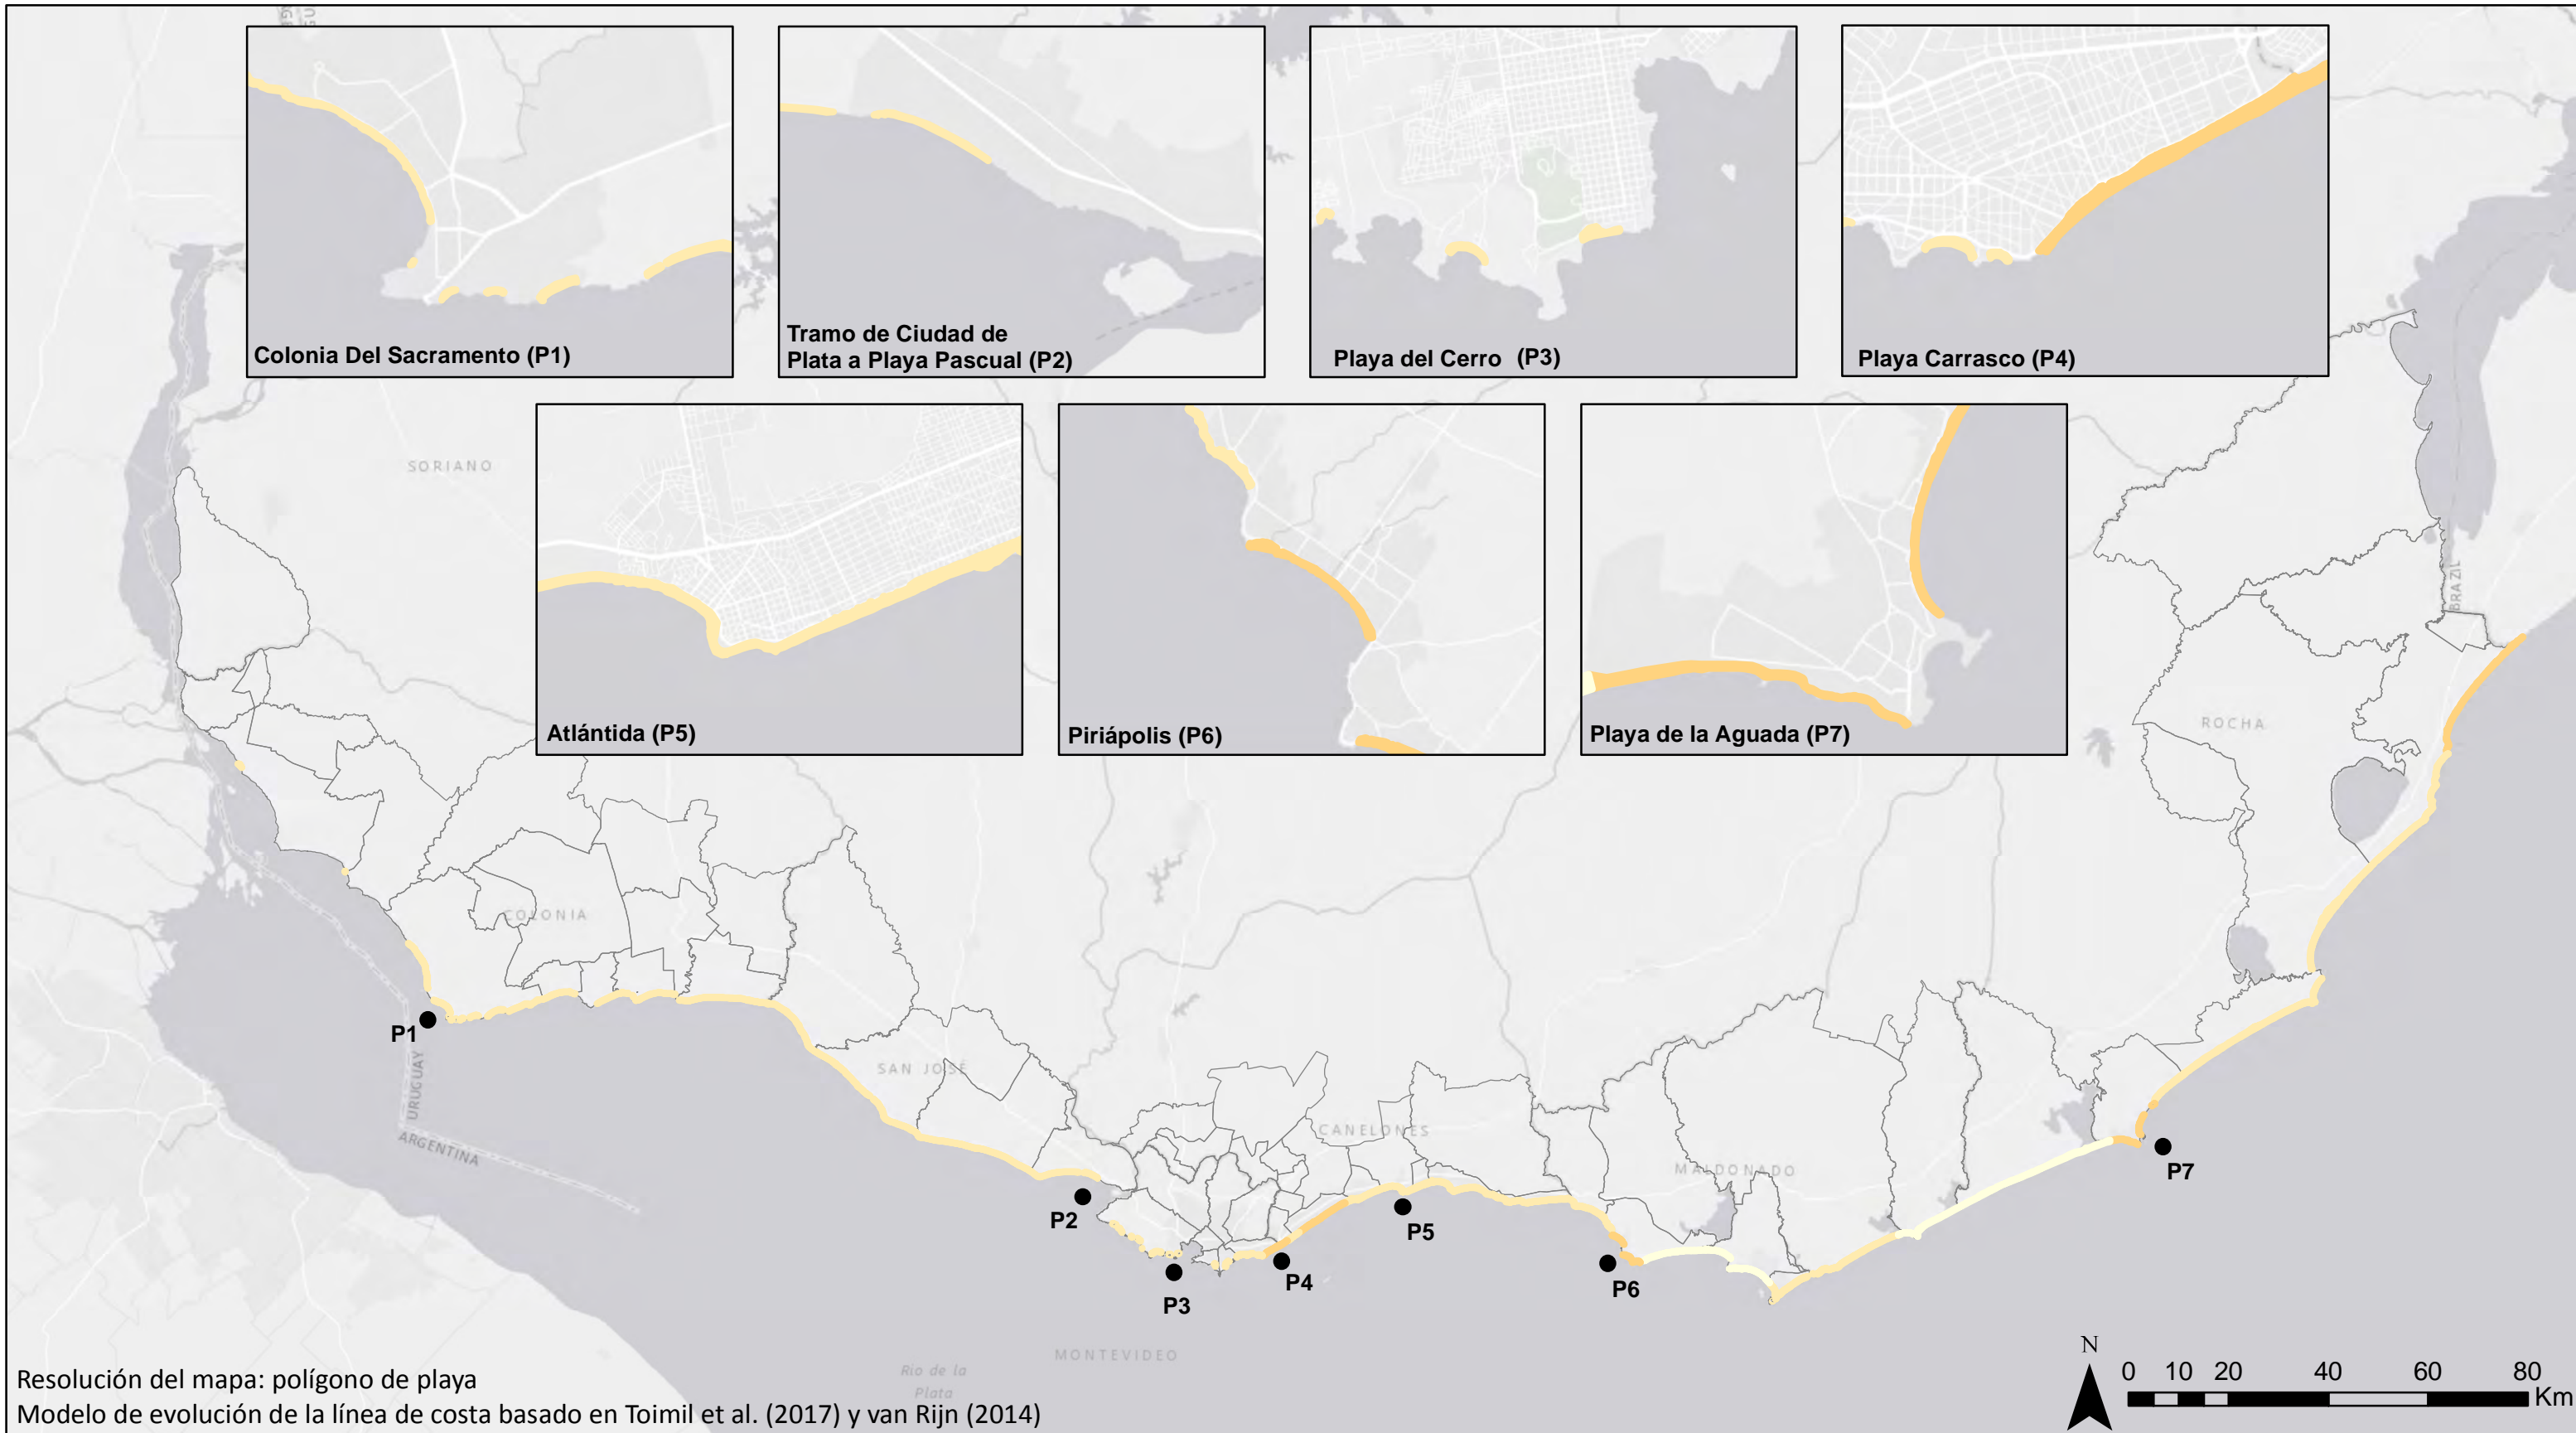 Colonia Del Sacramento (P1)
Tramo de Ciudad de
Plata a Playa Pascual (P2)
Playa del Cerro (P3)
Playa Carrasco (P4)
SORIANO
Atlántida (P5)
Piriápolis (P6)
Playa de la Aguada (P7)
BRAZIL
ROCHA
COLONIA
P1
URUGUAY
ARGENTINA
SAN JOSÉ
CANELONES
MALDONADO
P2
P3
P4
P5
P6
P7
MONTEVIDEO
Río de la
Plata
Resolución del mapa: polígono de playa
Modelo de evolución de la línea de costa basado en Toimil et al. (2017) y van Rijn (2014)
N
0 10 20 40 60 80
Km